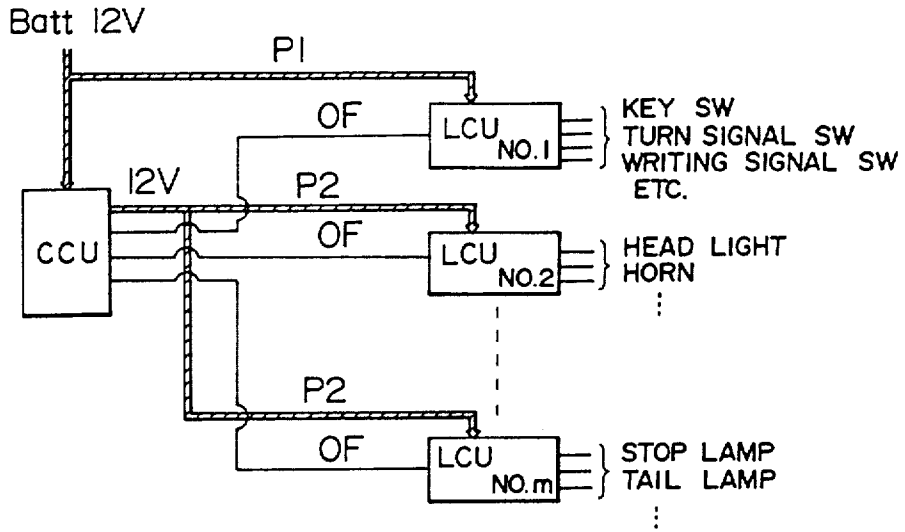 Batt 12V
P1
OF
LCU
NO.1
KEY SW
TURN SIGNAL SW
WRITING SIGNAL SW
ETC.
12V
P2
OF
CCU
LCU
NO.2
HEAD LIGHT
HORN
P2
OF
LCU
NO.m
STOP LAMP
TAIL LAMP